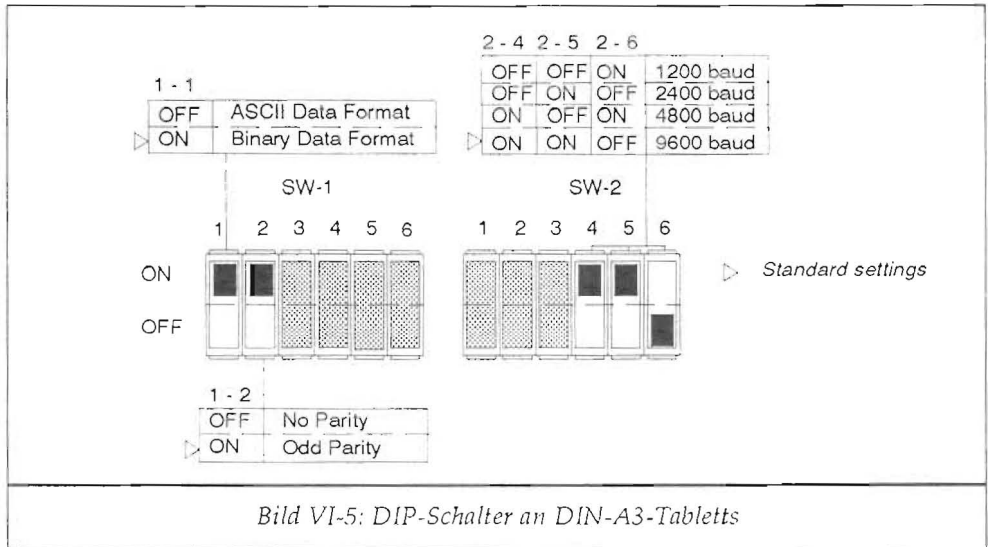 2 - 4 2 - 5 2 - 6
OFF OFF ON 1200 baud
OFF ON OFF 2400 baud
ON OFF ON 4800 baud
ON ON OFF 9600 baud
1 - 1
OFF ASCII Data Format
ON Binary Data Format
SW-1 SW-2
1 2 3 4 5 6 1 2 3 4 5 6
ON
OFF
Standard settings
1 - 2
OFF No Parity
ON Odd Parity
Bild VI-5: DIP-Schalter an DIN-A3-Tabletts